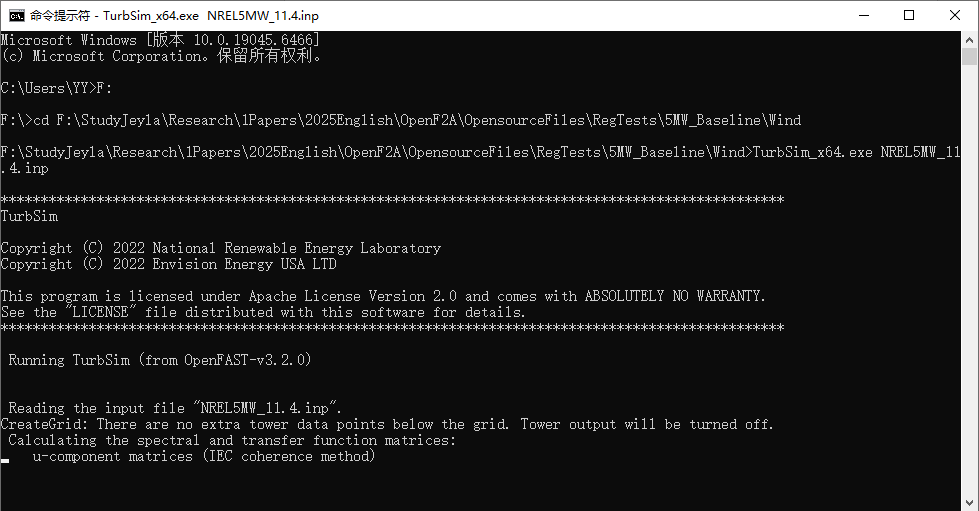 命令提示符 - TurbSim_x64.exe  NREL5MW_11.4.inp
Microsoft Windows [版本 10.0.19045.6466]
(c) Microsoft Corporation。保留所有权利。
C:\Users\YY>F:
F:\>cd F:\StudyJeyla\Research\1Papers\2025English\OpenF2A\OpensourceFiles\RegTests\5MW_Baseline\Wind
F:\StudyJeyla\Research\1Papers\2025English\OpenF2A\OpensourceFiles\RegTests\5MW_Baseline\Wind>TurbSim_x64.exe NREL5MW_11
.4.inp
**************************************************************************************************
TurbSim
Copyright (C) 2022 National Renewable Energy Laboratory
Copyright (C) 2022 Envision Energy USA LTD
This program is licensed under Apache License Version 2.0 and comes with ABSOLUTELY NO WARRANTY.
See the "LICENSE" file distributed with this software for details.
**************************************************************************************************
Running TurbSim (from OpenFAST-v3.2.0)
Reading the input file "NREL5MW_11.4.inp".
CreateGrid: There are no extra tower data points below the grid. Tower output will be turned off.
Calculating the spectral and transfer function matrices:
u-component matrices (IEC coherence method)